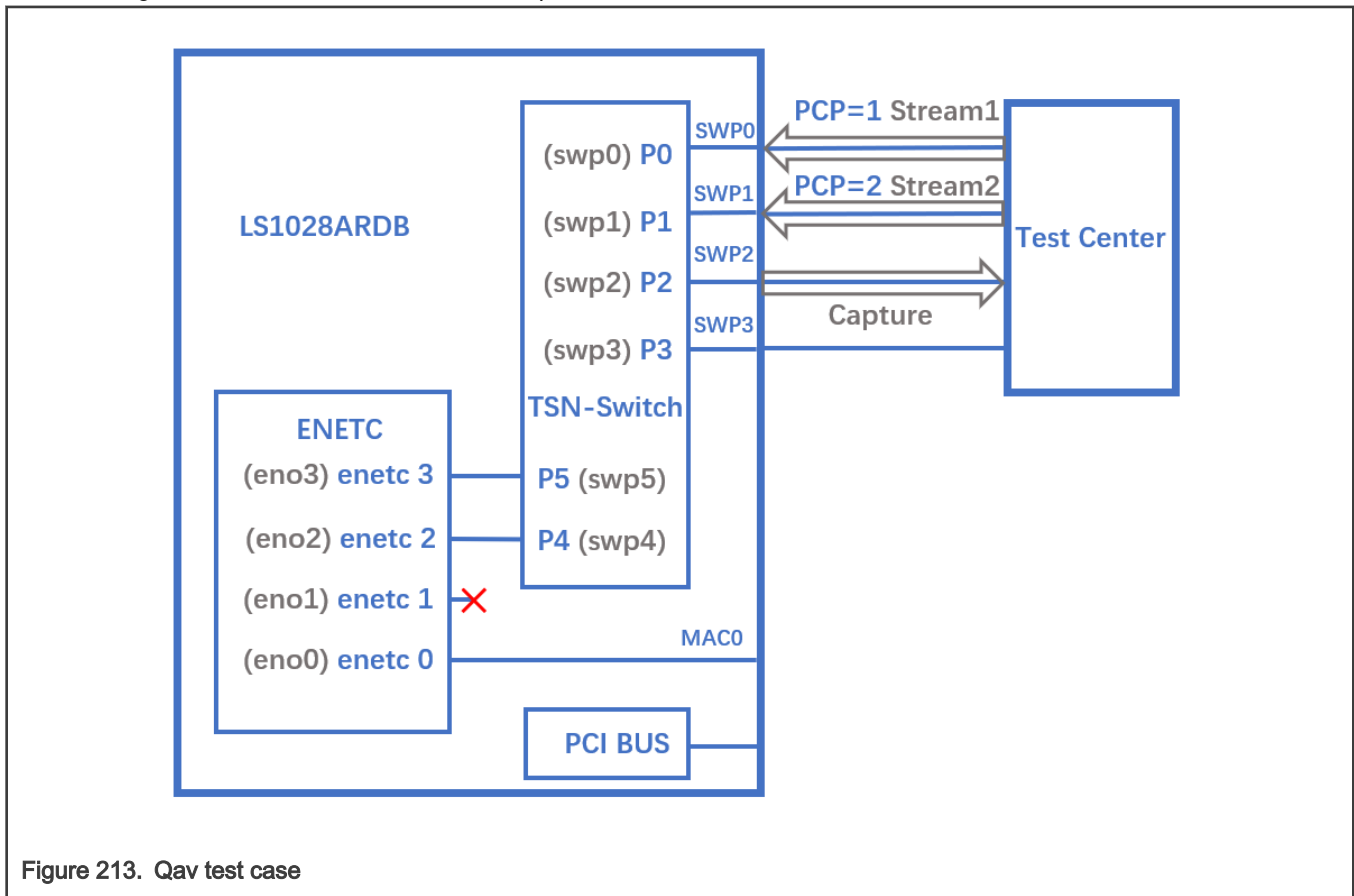 PCP=1 Stream1
SWP0
(swp0) P0
SWP1
PCP=2 Stream2
(swp1) P1
LS1028ARDB
Test Center
SWP2
(swp2) P2
Capture
SWP3
(swp3) P3
TSN-Switch
ENETC
(eno3) enetc 3
P5 (swp5)
(eno2) enetc 2
P4 (swp4)
(eno1) enetc 1
MAC0
(eno0) enetc 0
PCI BUS
Figure 213. Qav test case